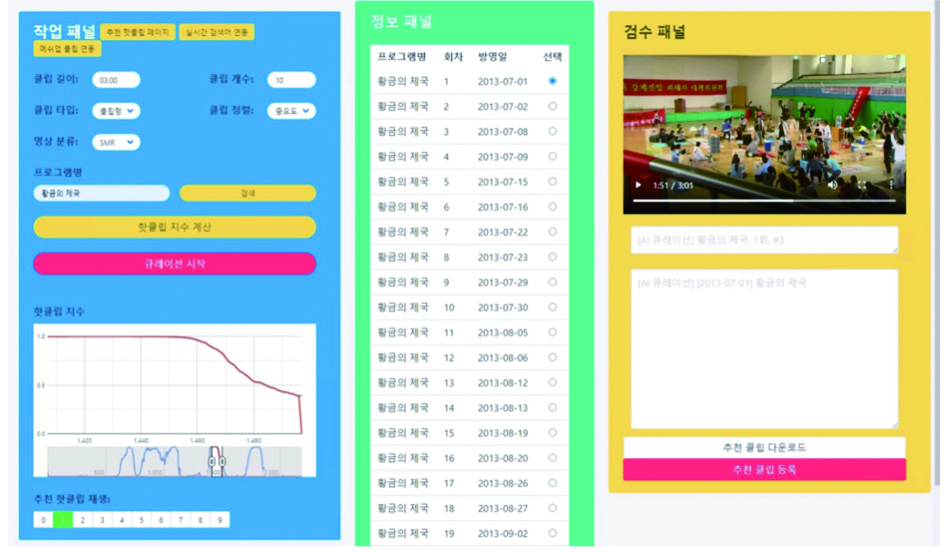 작업 패널 추천 핫클립 페이지 실시간 검색어 연동
메쉬업 클립 연동
클립 길이: 03:00 클립 개수: 10
클립 타입: 클립형 클립 정렬: 중요도
영상 분류: SMR
프로그램명
황금의 제국 검색
핫클립 지수 계산
큐레이션 시작
핫클립 지수
1.0
0.5
0.0
1,420 1,440 1,460 1,480
500 1,000 2,000
추천 핫클립 재생:
0 1 2 3 4 5 6 7 8 9
정보 패널
프로그램명 회차 방영일 선택
황금의 제국 1 2013-07-01
황금의 제국 2 2013-07-02
황금의 제국 3 2013-07-08
황금의 제국 4 2013-07-09
황금의 제국 5 2013-07-15
황금의 제국 6 2013-07-16
황금의 제국 7 2013-07-22
황금의 제국 8 2013-07-23
황금의 제국 9 2013-07-29
황금의 제국 10 2013-07-30
황금의 제국 11 2013-08-05
황금의 제국 12 2013-08-06
황금의 제국 13 2013-08-12
황금의 제국 14 2013-08-13
황금의 제국 15 2013-08-19
황금의 제국 16 2013-08-20
황금의 제국 17 2013-08-26
황금의 제국 18 2013-08-27
황금의 제국 19 2013-09-02
검수 패널
강제진압 피해자 대책위원회
1:51 / 3:01
[AI 큐레이션] 황금의 제국, 1회, #3
[AI 큐레이션] [2013-07-01] 황금의 제국
추천 클립 다운로드
추천 클립 등록